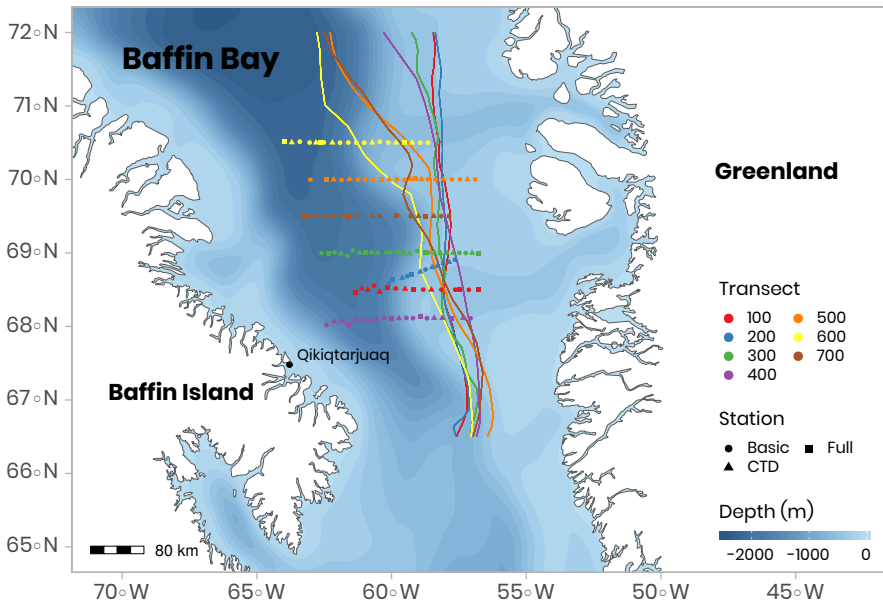 72°N
71°N
70°N
69°N
68°N
67°N
66°N
65°N
Baffin Bay
Greenland
Qikiqtarjuaq
Baffin Island
80 km
Transect
100 500
200 600
300 700
400
Station
Basic Full
CTD
Depth (m)
-2000 -1000 0
70°W 65°W 60°W 55°W 50°W 45°W